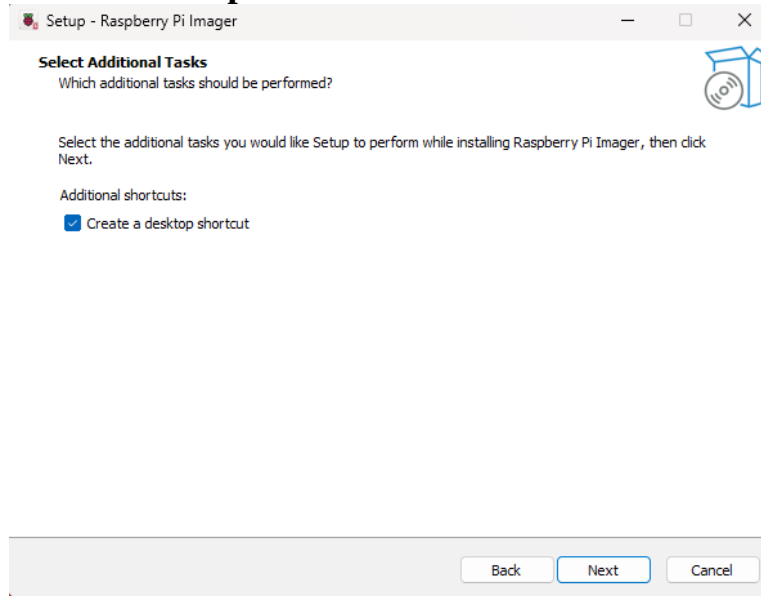 Setup - Raspberry Pi Imager
Select Additional Tasks
Which additional tasks should be performed?
Select the additional tasks you would like Setup to perform while installing Raspberry Pi Imager, then click
Next.
Additional shortcuts:
Create a desktop shortcut
Back Next Cancel